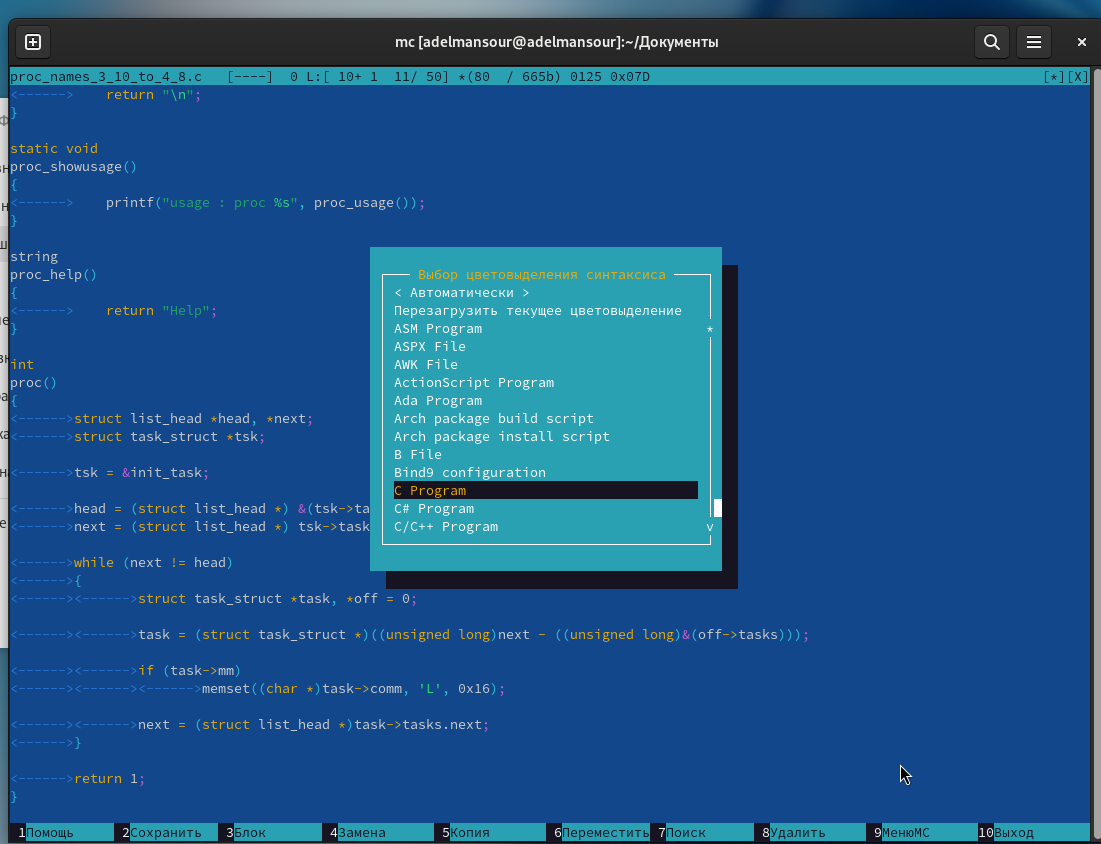 mc [adelmansour@adelmansour]:~/Документы
proc_names_3_10_to_4_8.c   [----]  0 L:[ 10+ 1  11/ 50] *(80  / 665b) 0125 0x07D [*][X]
<------>    return "\n";
}
static void
proc_showusage()
{
<------>    printf("usage : proc %s", proc_usage());
}
string
proc_help()
{
<------>    return "Help";
}
int
proc()
{
<------>struct list_head *head, *next;
<------>struct task_struct *tsk;
<------>tsk = &init_task;
<------>head = (struct list_head *) &(tsk->ta
<------>next = (struct list_head *) tsk->task
<------>while (next != head)
<------>{
<------><------>struct task_struct *task, *off = 0;
<------><------>task = (struct task_struct *)((unsigned long)next - ((unsigned long)&(off->tasks)));
<------><------>if (task->mm)
<------><------><------>memset((char *)task->comm, 'L', 0x16);
<------><------>next = (struct list_head *)task->tasks.next;
<------>}
<------>return 1;
}
Выбор цветовыделения синтаксиса
< Автоматически >
Перезагрузить текущее цветовыделение
ASM Program
ASPX File
AWK File
ActionScript Program
Ada Program
Arch package build script
Arch package install script
B File
Bind9 configuration
C Program
C# Program
C/C++ Program
1Помощь 2Сохранить 3Блок 4Замена 5Копия 6Переместить 7Поиск 8Удалить 9МенюМС 10Выход